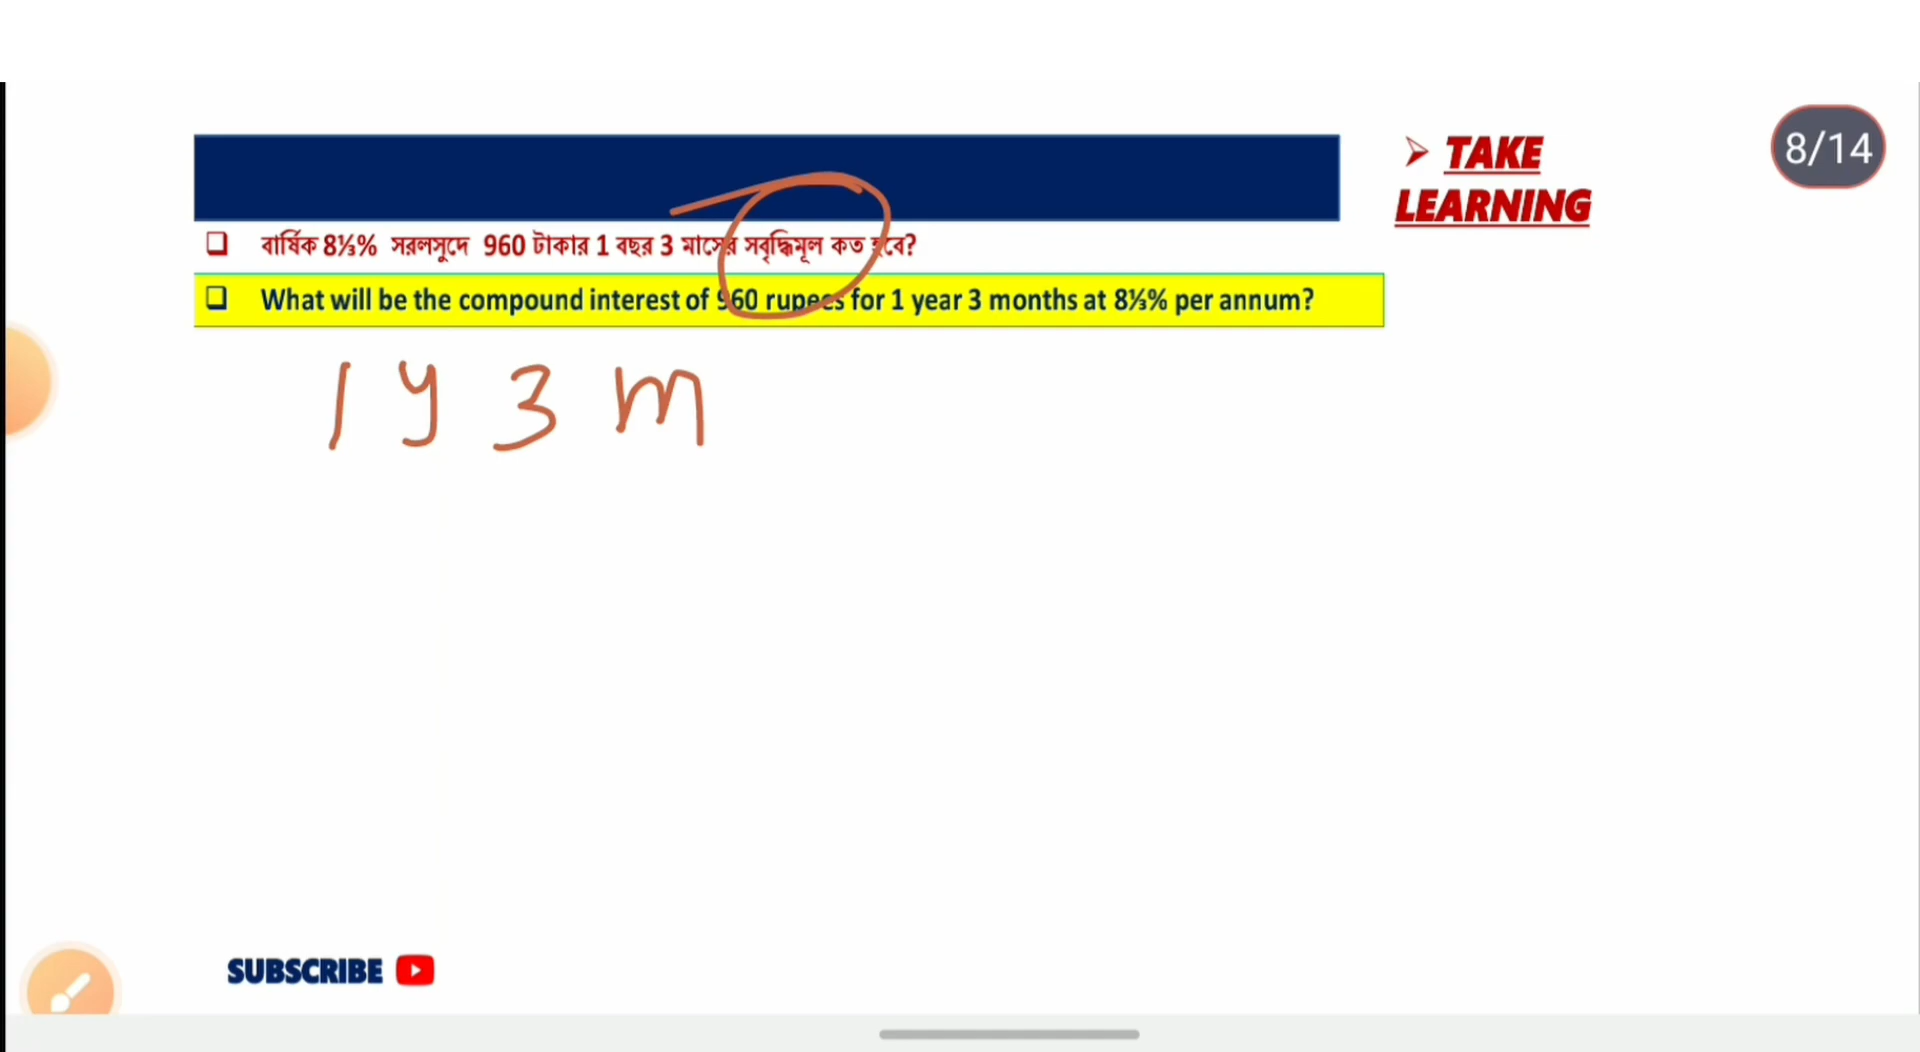 8/14
➢ TAKE
LEARNING
❑ বার্ষিক 8⅓% সরলসুদে 960 টাকার 1 বছর 3 মাসের সবৃদ্ধিমূল কত হবে?
❑ What will be the compound interest of 960 rupees for 1 year 3 months at 8⅓% per annum?
1 y 3 m
SUBSCRIBE